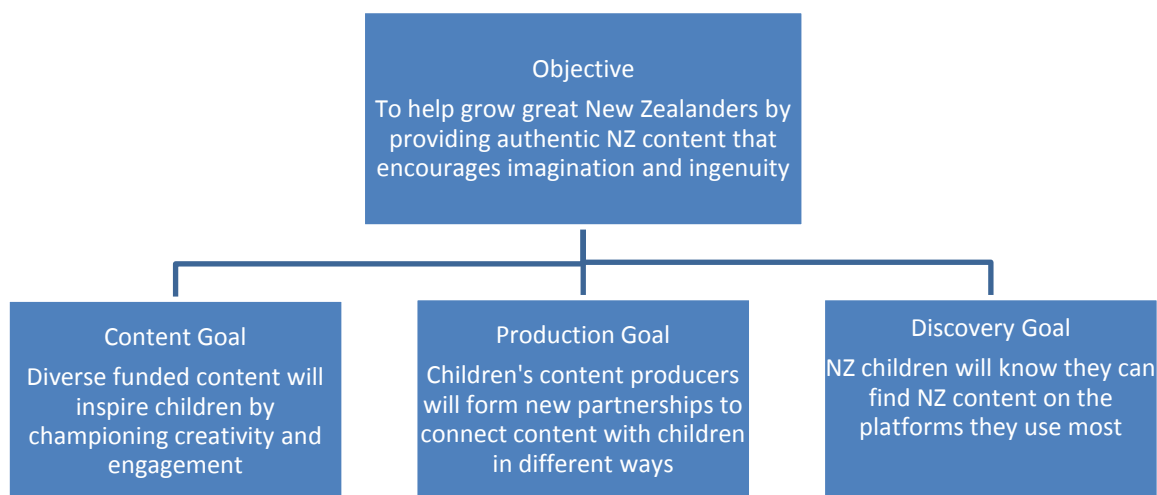 Objective
To help grow great New Zealanders by
providing authentic NZ content that
encourages imagination and ingenuity
Content Goal
Diverse funded content will
inspire children by
championing creativity and
engagement
Production Goal
Children's content producers
will form new partnerships to
connect content with children
in different ways
Discovery Goal
NZ children will know they can
find NZ content on the
platforms they use most